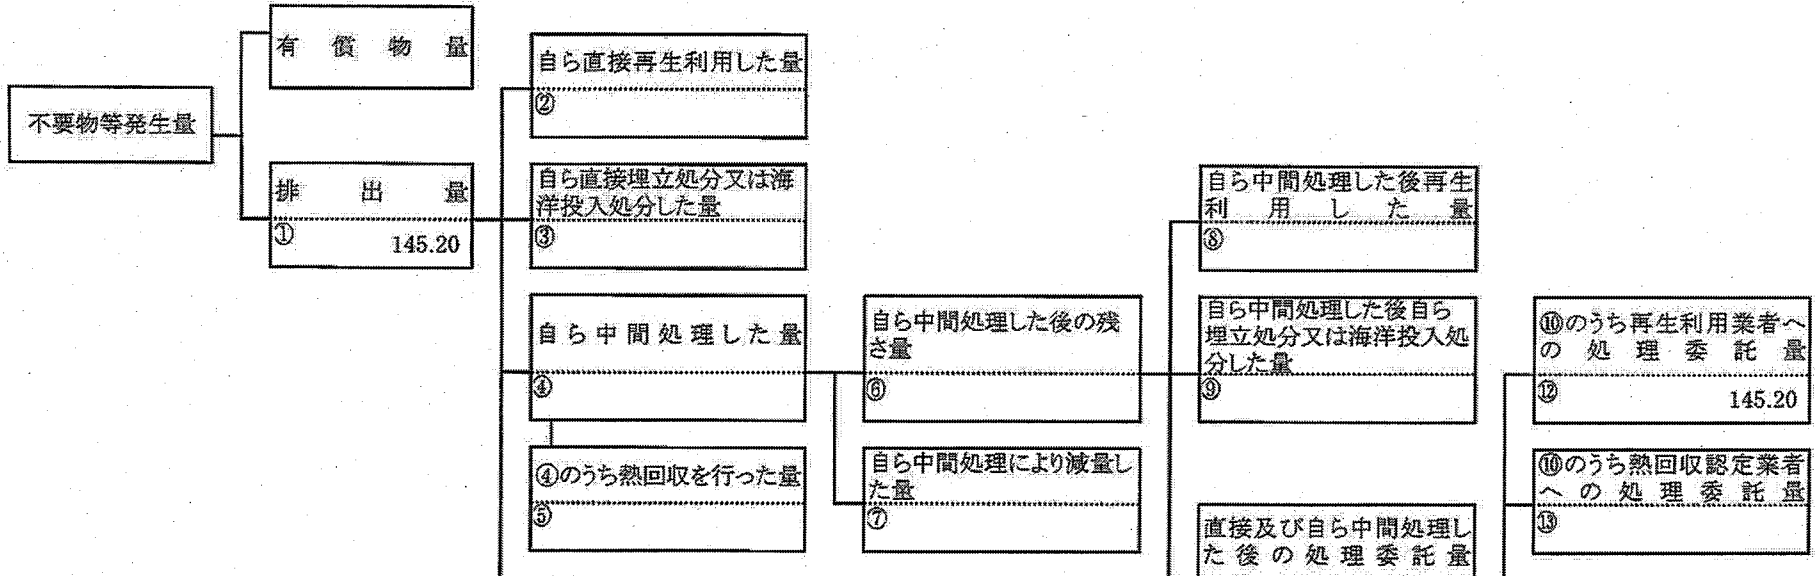 有償物量
不要物等発生量
排出量
①
145.20
自ら直接再生利用した量
②
自ら直接埋立処分又は海
洋投入処分した量
③
自ら中間処理した量
④
④のうち熱回収を行った量
⑤
自ら中間処理した後の残
さ量
⑥
自ら中間処理により減量し
た量
⑦
自ら中間処理した後再生
利用した量
⑧
自ら中間処理した後自ら
埋立処分又は海洋投入処
分した量
⑨
直接及び自ら中間処理し
た後の処理委託量
⑩のうち再生利用業者へ
の処理委託量
⑫
145.20
⑩のうち熱回収認定業者
への処理委託量
⑬